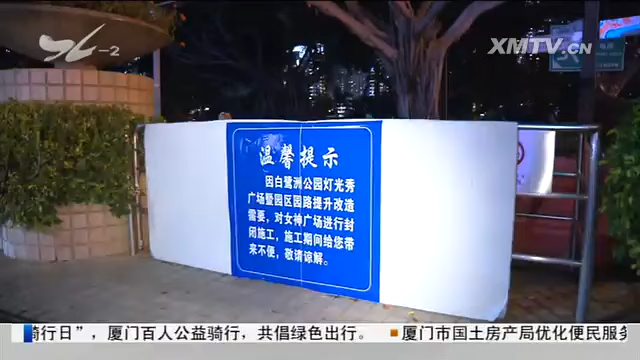 -2
XMTV.CN
温馨提示
因白鹭洲公园灯光秀
广场暨园区园路提升改造
需要，对女神广场进行封
闭施工，施工期间给您带
来不便，敬请谅解。
骑行日”，厦门百人公益骑行，共倡绿色出行。 ■厦门市国土房产局优化便民服务